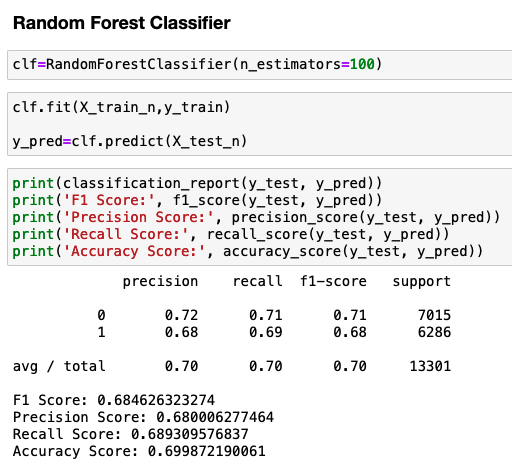 Random Forest Classifier
clf=RandomForestClassifier(n_estimators=100)
clf.fit(X_train_n,y_train)
y_pred=clf.predict(X_test_n)
print(classification_report(y_test, y_pred))
print('F1 Score:', f1_score(y_test, y_pred))
print('Precision Score:', precision_score(y_test, y_pred))
print('Recall Score:', recall_score(y_test, y_pred))
print('Accuracy Score:', accuracy_score(y_test, y_pred))
precision recall f1-score support
0 0.72 0.71 0.71 7015
1 0.68 0.69 0.68 6286
avg / total 0.70 0.70 0.70 13301
F1 Score: 0.684626323274
Precision Score: 0.680006277464
Recall Score: 0.689309576837
Accuracy Score: 0.699872190061